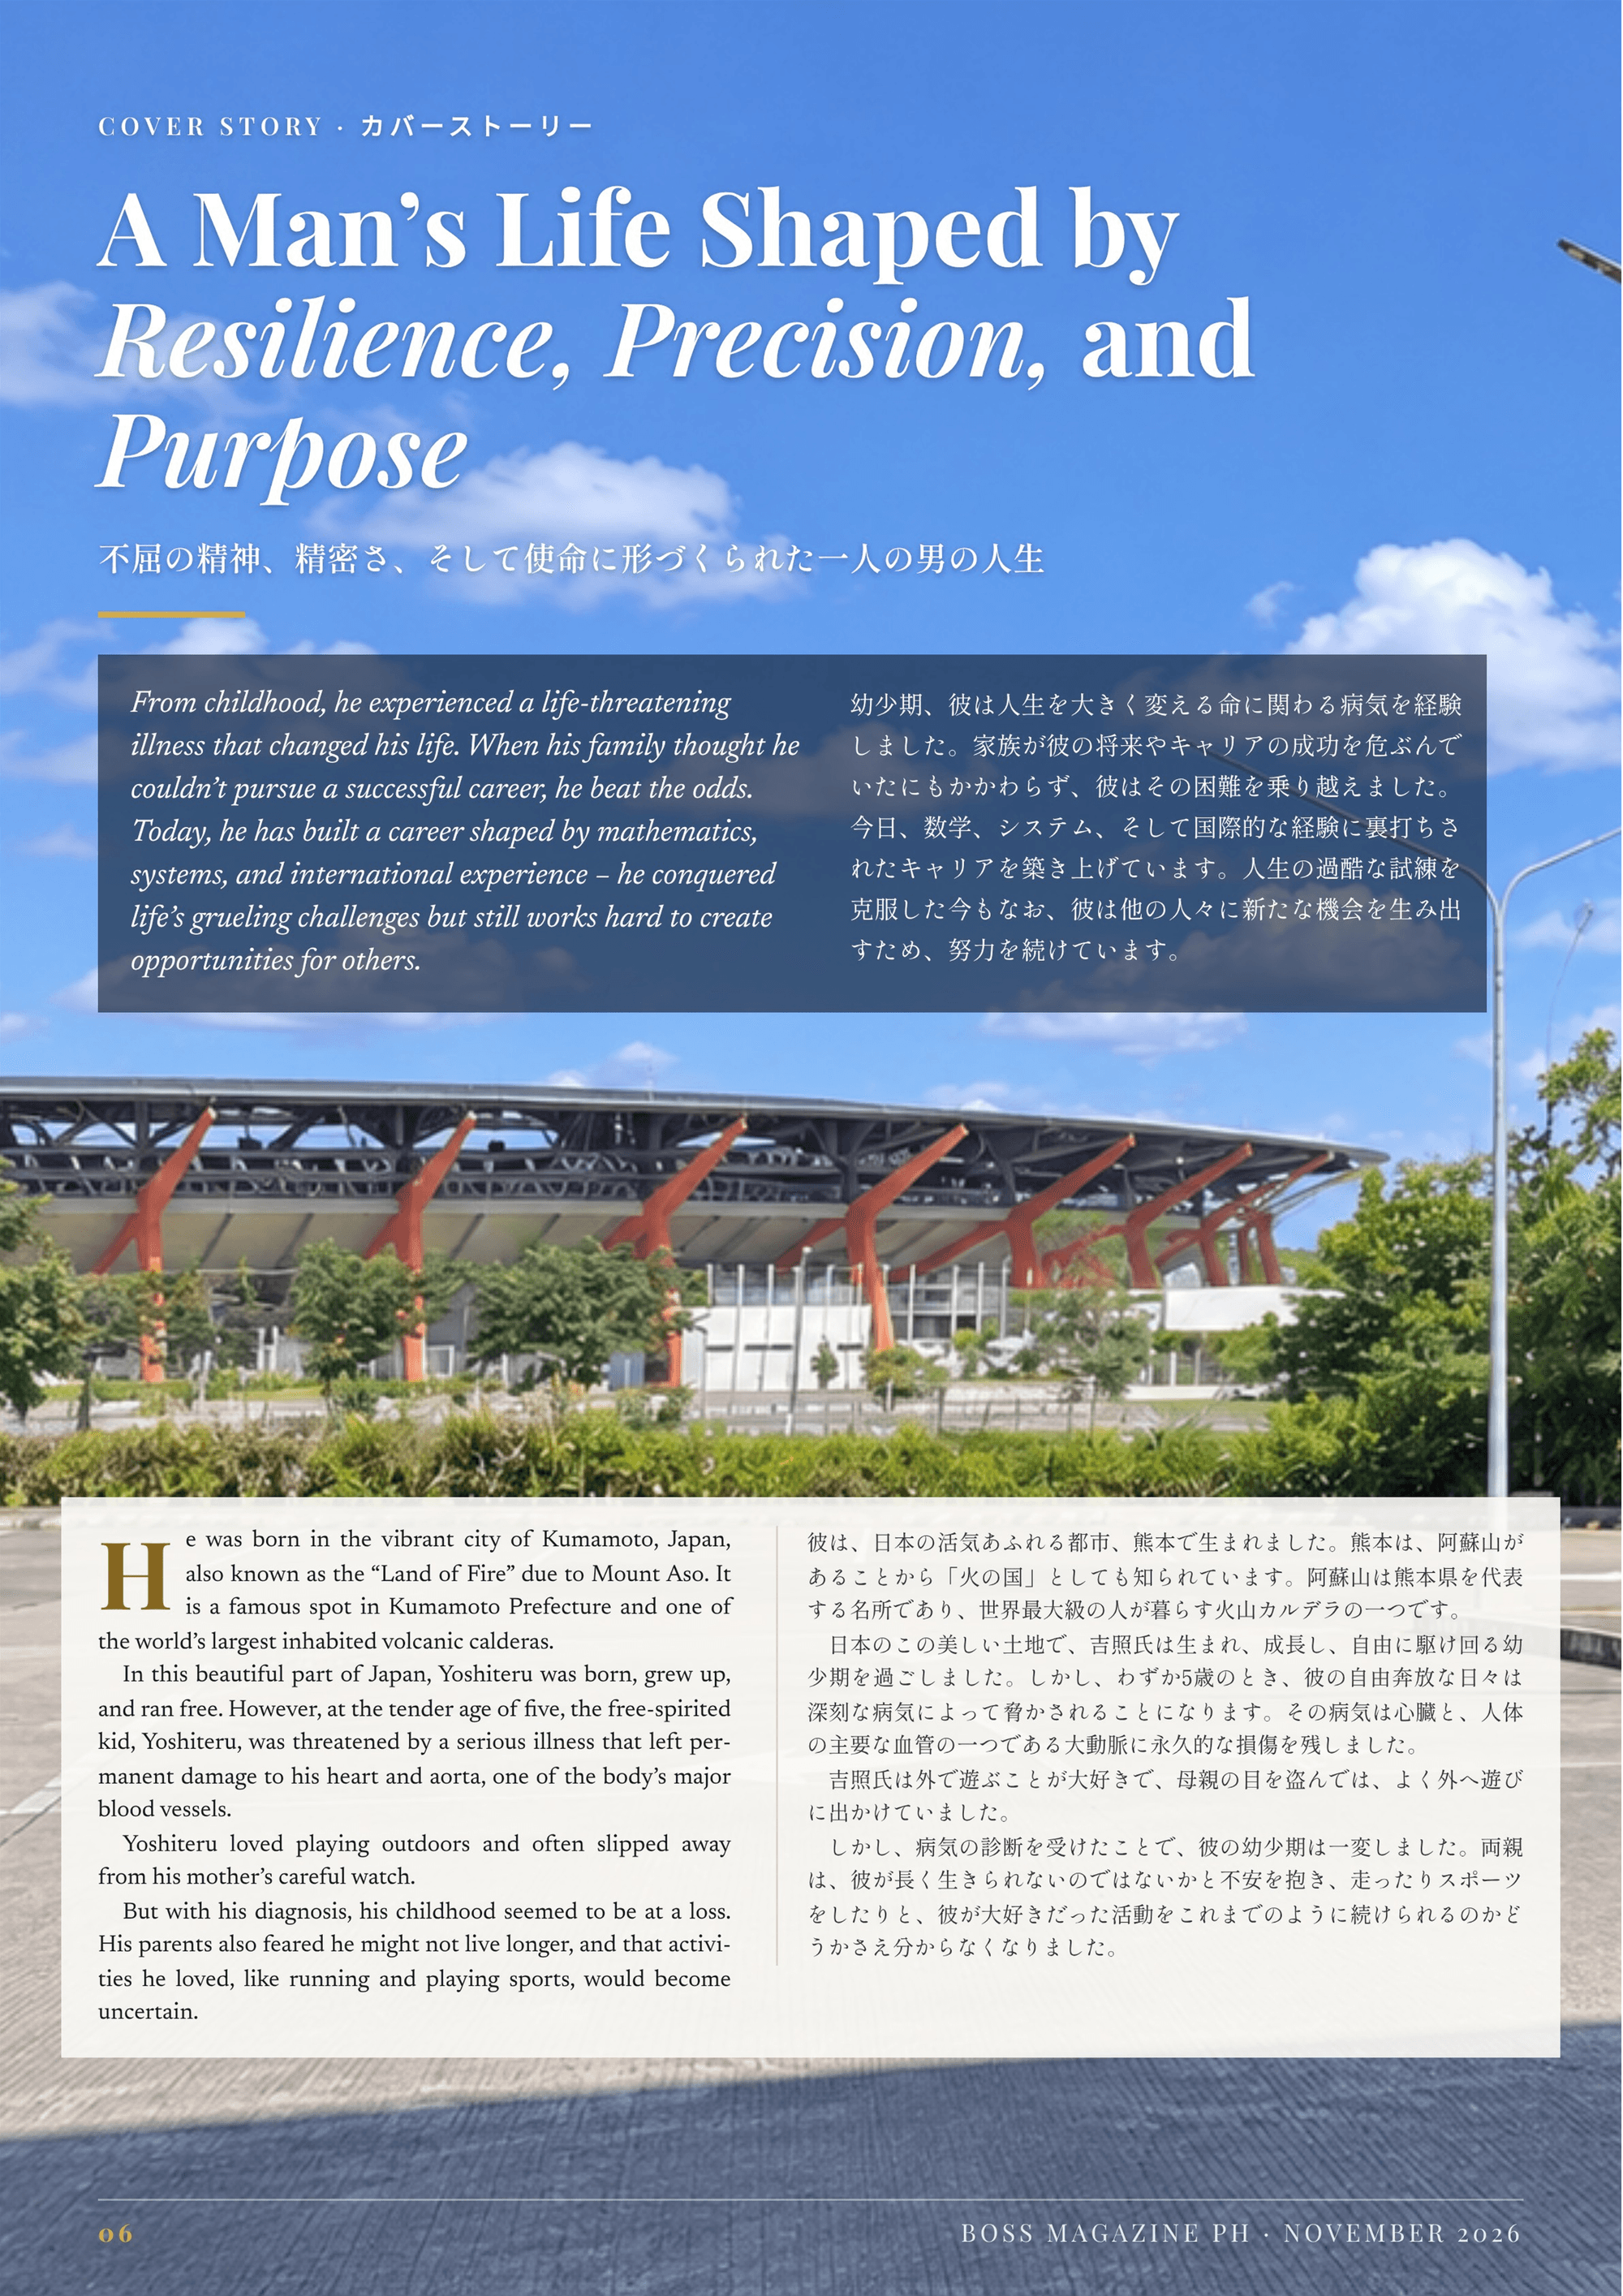 COVER STORY · カバーストーリー
A Man’s Life Shaped by
Resilience, Precision, and
Purpose
不屈の精神、精密さ、そして使命に形づくられた一人の男の人生
From childhood, he experienced a life-threatening
illness that changed his life. When his family thought he
couldn’t pursue a successful career, he beat the odds.
Today, he has built a career shaped by mathematics,
systems, and international experience – he conquered
life’s grueling challenges but still works hard to create
opportunities for others.
幼少期、彼は人生を大きく変える命に関わる病気を経験
しました。家族が彼の将来やキャリアの成功を危ぶんで
いたにもかかわらず、彼はその困難を乗り越えました。
今日、数学、システム、そして国際的な経験に裏打ちさ
れたキャリアを築き上げています。人生の過酷な試練を
克服した今もなお、彼は他の人々に新たな機会を生み出
すため、努力を続けています。
He was born in the vibrant city of Kumamoto, Japan,
also known as the “Land of Fire” due to Mount Aso. It
is a famous spot in Kumamoto Prefecture and one of
the world’s largest inhabited volcanic calderas.
In this beautiful part of Japan, Yoshiteru was born, grew up,
and ran free. However, at the tender age of five, the free-spirited
kid, Yoshiteru, was threatened by a serious illness that left per-
manent damage to his heart and aorta, one of the body’s major
blood vessels.
Yoshiteru loved playing outdoors and often slipped away
from his mother’s careful watch.
But with his diagnosis, his childhood seemed to be at a loss.
His parents also feared he might not live longer, and that activi-
ties he loved, like running and playing sports, would become
uncertain.
彼は、日本の活気あふれる都市、熊本で生まれました。熊本は、阿蘇山が
あることから「火の国」としても知られています。阿蘇山は熊本県を代表
する名所であり、世界最大級の人が暮らす火山カルデラの一つです。
日本のこの美しい土地で、吉照氏は生まれ、成長し、自由に駆け回る幼
少期を過ごしました。しかし、わずか5歳のとき、彼の自由奔放な日々は
深刻な病気によって脅かされることになります。その病気は心臓と、人体
の主要な血管の一つである大動脈に永久的な損傷を残しました。
吉照氏は外で遊ぶことが大好きで、母親の目を盗んでは、よく外へ遊び
に出かけていました。
しかし、病気の診断を受けたことで、彼の幼少期は一変しました。両親
は、彼が長く生きられないのではないかと不安を抱き、走ったりスポーツ
をしたりと、彼が大好きだった活動をこれまでのように続けられるのかど
うかさえ分からなくなりました。
06
BOSS MAGAZINE PH · NOVEMBER 2026